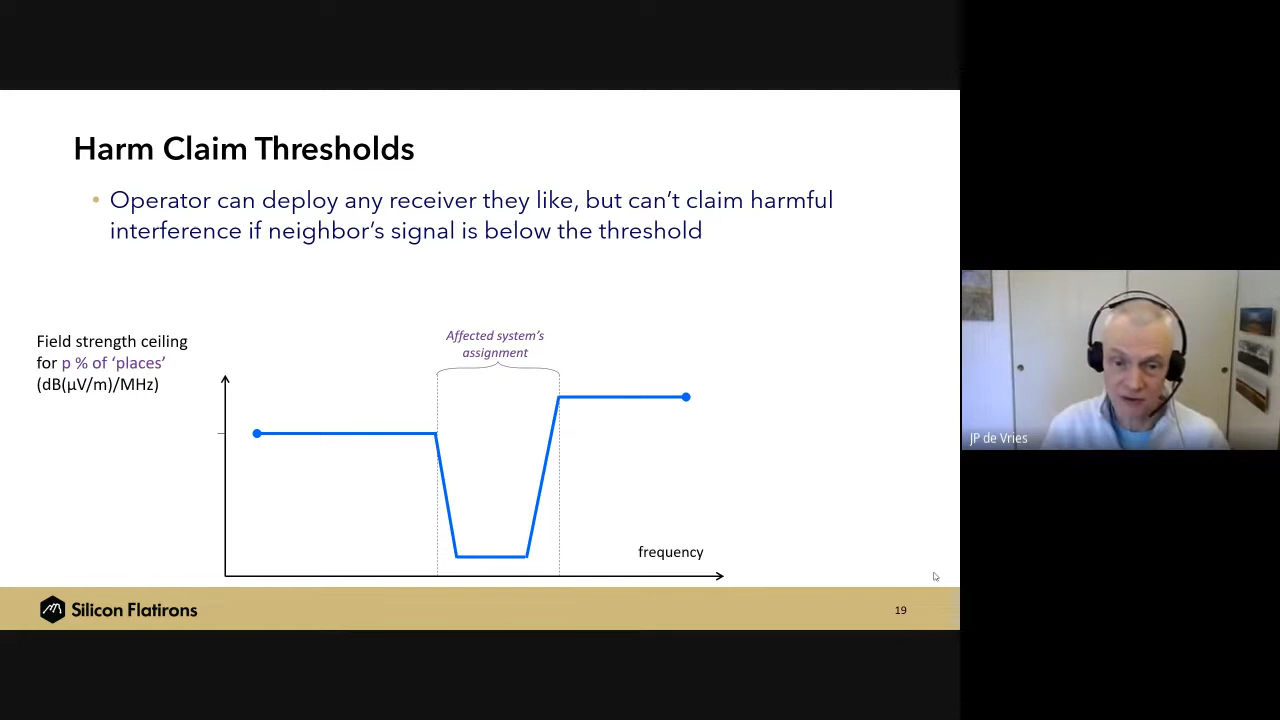 Harm Claim Thresholds
• Operator can deploy any receiver they like, but can’t claim harmful
interference if neighbor’s signal is below the threshold
Field strength ceiling
for p % of ‘places’
(dB(µV/m)/MHz)
Affected system’s
assignment
frequency
Silicon Flatirons
19
JP de Vries